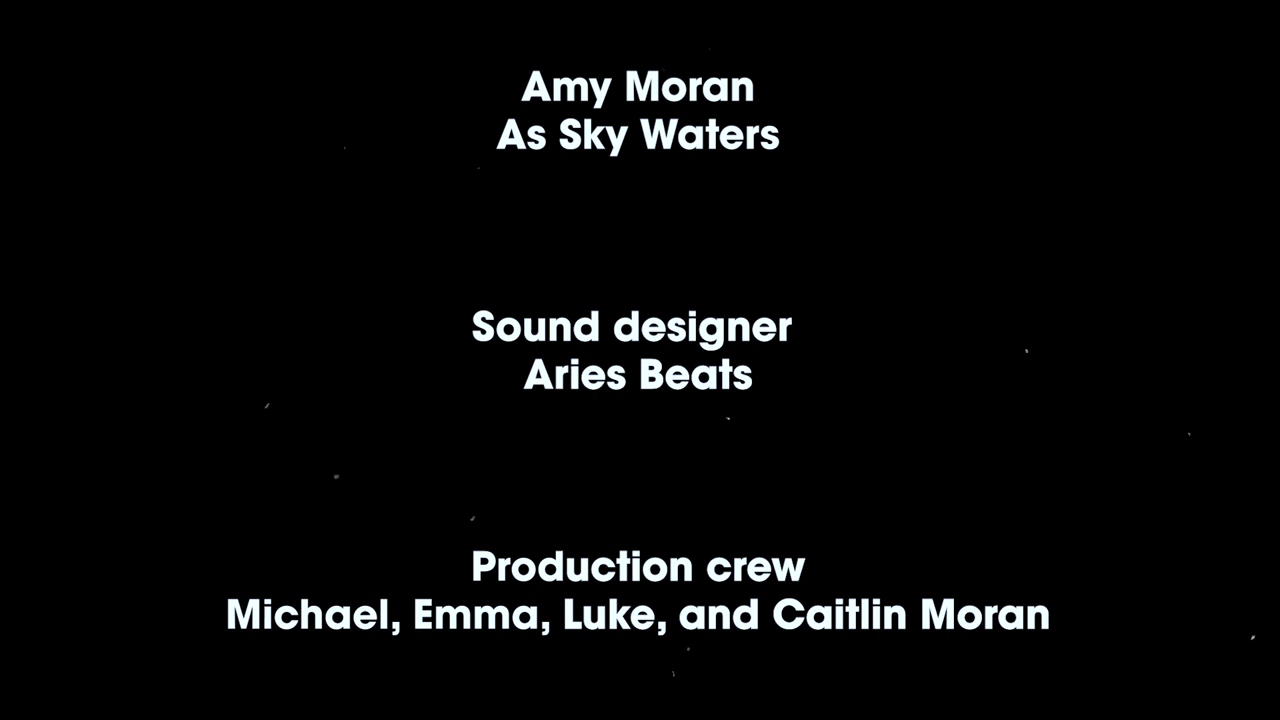 Amy Moran
As Sky Waters
Sound designer
Aries Beats
Production crew
Michael, Emma, Luke, and Caitlin Moran